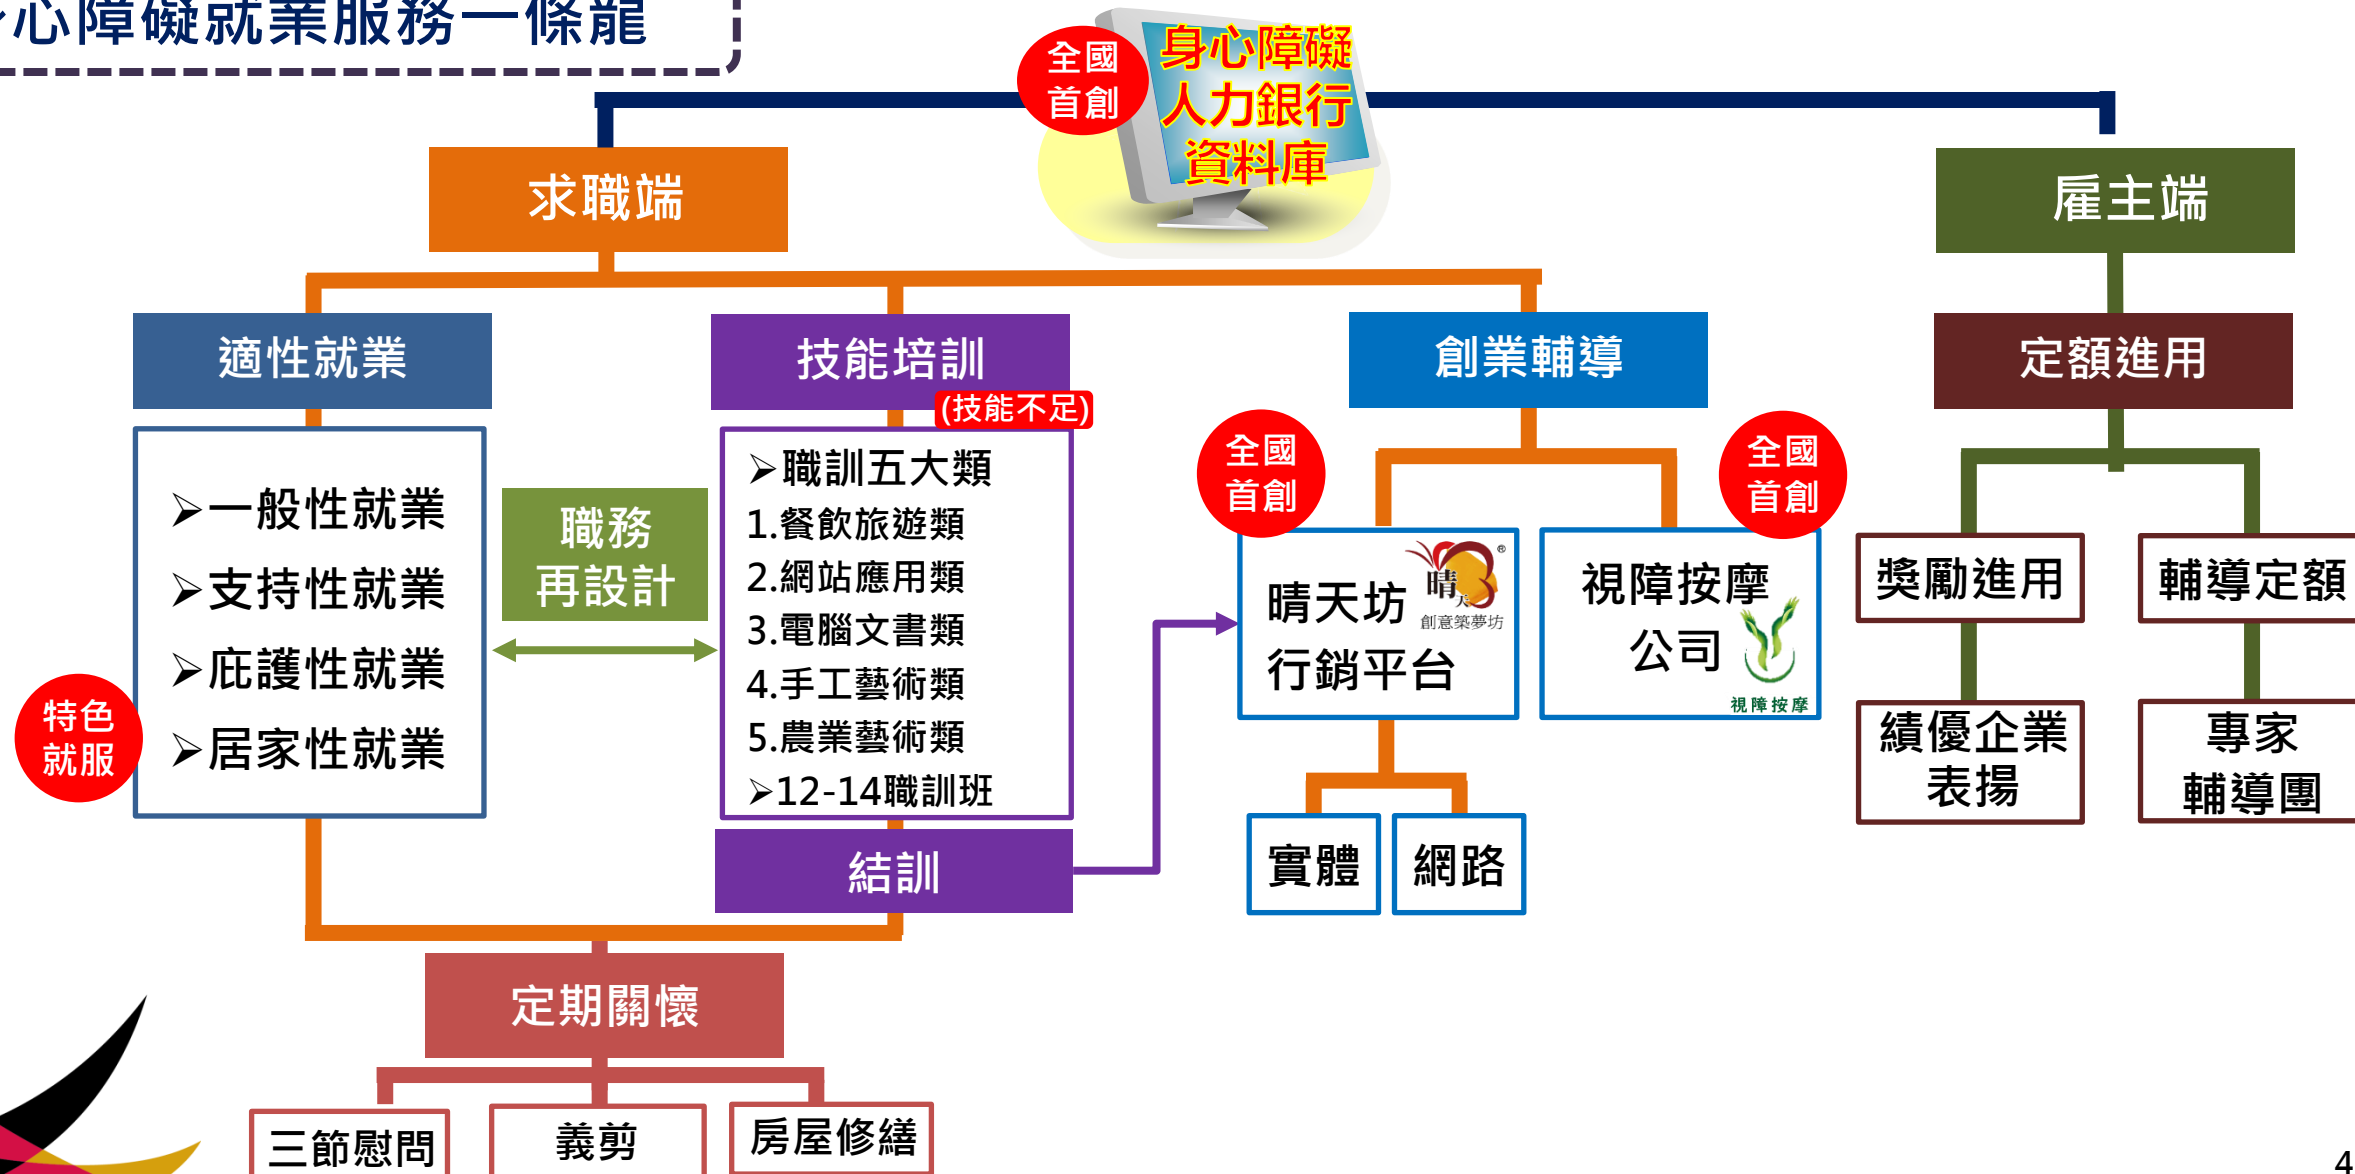 心障礙就業服務一條龍
全國
首創
身心障礙
人力銀行
資料庫
求職端
雇主端
適性就業
技能培訓
(技能不足)
創業輔導
定額進用
➢一般性就業
➢支持性就業
➢庇護性就業
➢居家性就業
特色
就服
職務
再設計
➢職訓五大類
1.餐飲旅遊類
2.網站應用類
3.電腦文書類
4.手工藝術類
5.農業藝術類
➢12-14職訓班
結訓
全國
首創
晴天坊
行銷平台
晴天
®
創意築夢坊
全國
首創
視障按摩
公司
視障按摩
實體
網路
獎勵進用
輔導定額
績優企業
表揚
專家
輔導團
定期關懷
三節慰問
義剪
房屋修繕
4